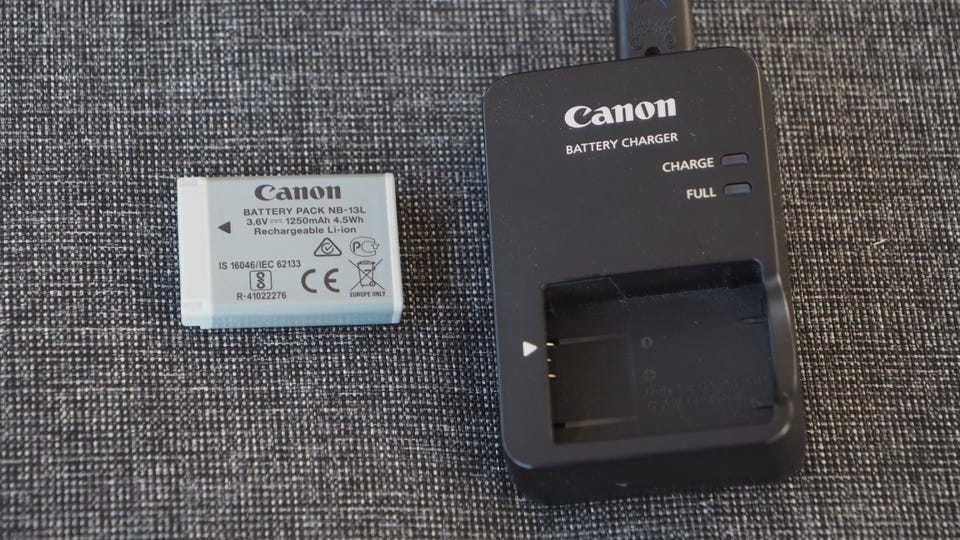 Canon
BATTERY PACK NB-13L
3.6V⎓ 1250mAh 4.5Wh
Rechargeable Li-ion
IS 16046/IEC 62133
R-41022276
CE
EUROPE ONLY
Canon
BATTERY CHARGER
CHARGE
FULL